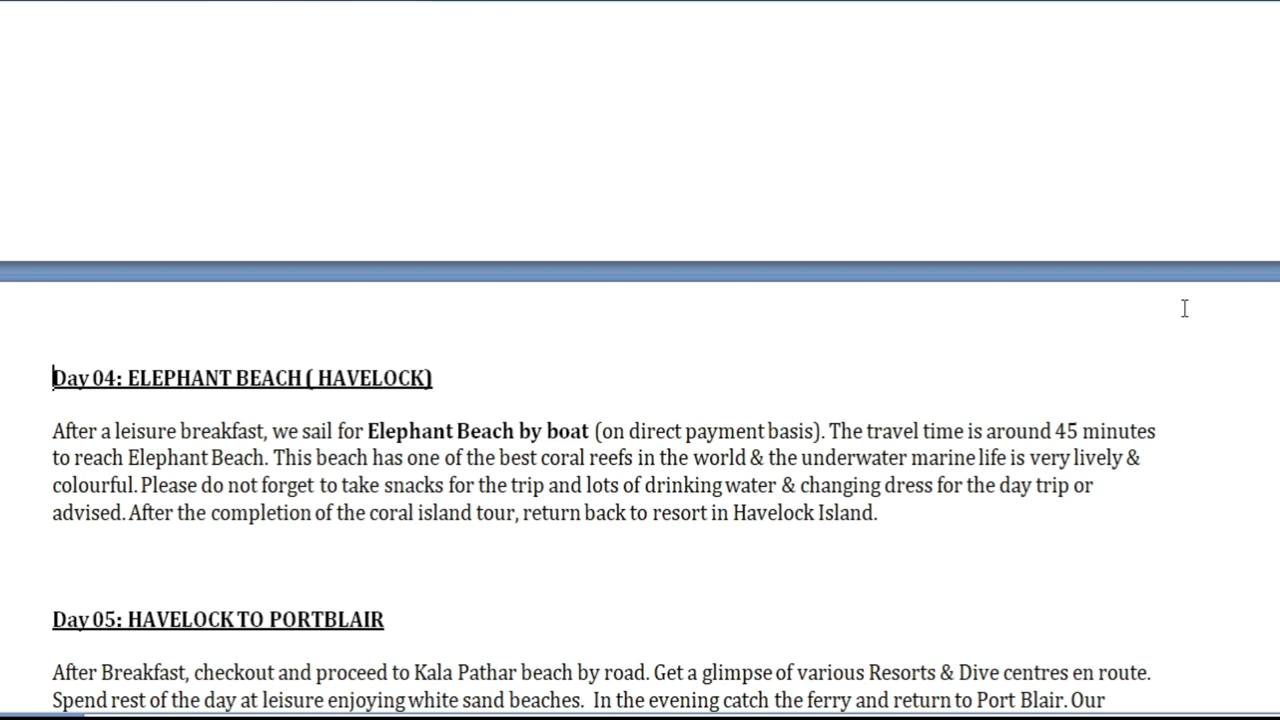 Day 04: ELEPHANT BEACH ( HAVELOCK)
After a leisure breakfast, we sail for Elephant Beach by boat (on direct payment basis). The travel time is around 45 minutes
to reach Elephant Beach. This beach has one of the best coral reefs in the world & the underwater marine life is very lively &
colourful. Please do not forget to take snacks for the trip and lots of drinking water & changing dress for the day trip or
advised. After the completion of the coral island tour, return back to resort in Havelock Island.
Day 05: HAVELOCK TO PORTBLAIR
After Breakfast, checkout and proceed to Kala Pathar beach by road. Get a glimpse of various Resorts & Dive centres en route.
Spend rest of the day at leisure enjoying white sand beaches. In the evening catch the ferry and return to Port Blair. Our